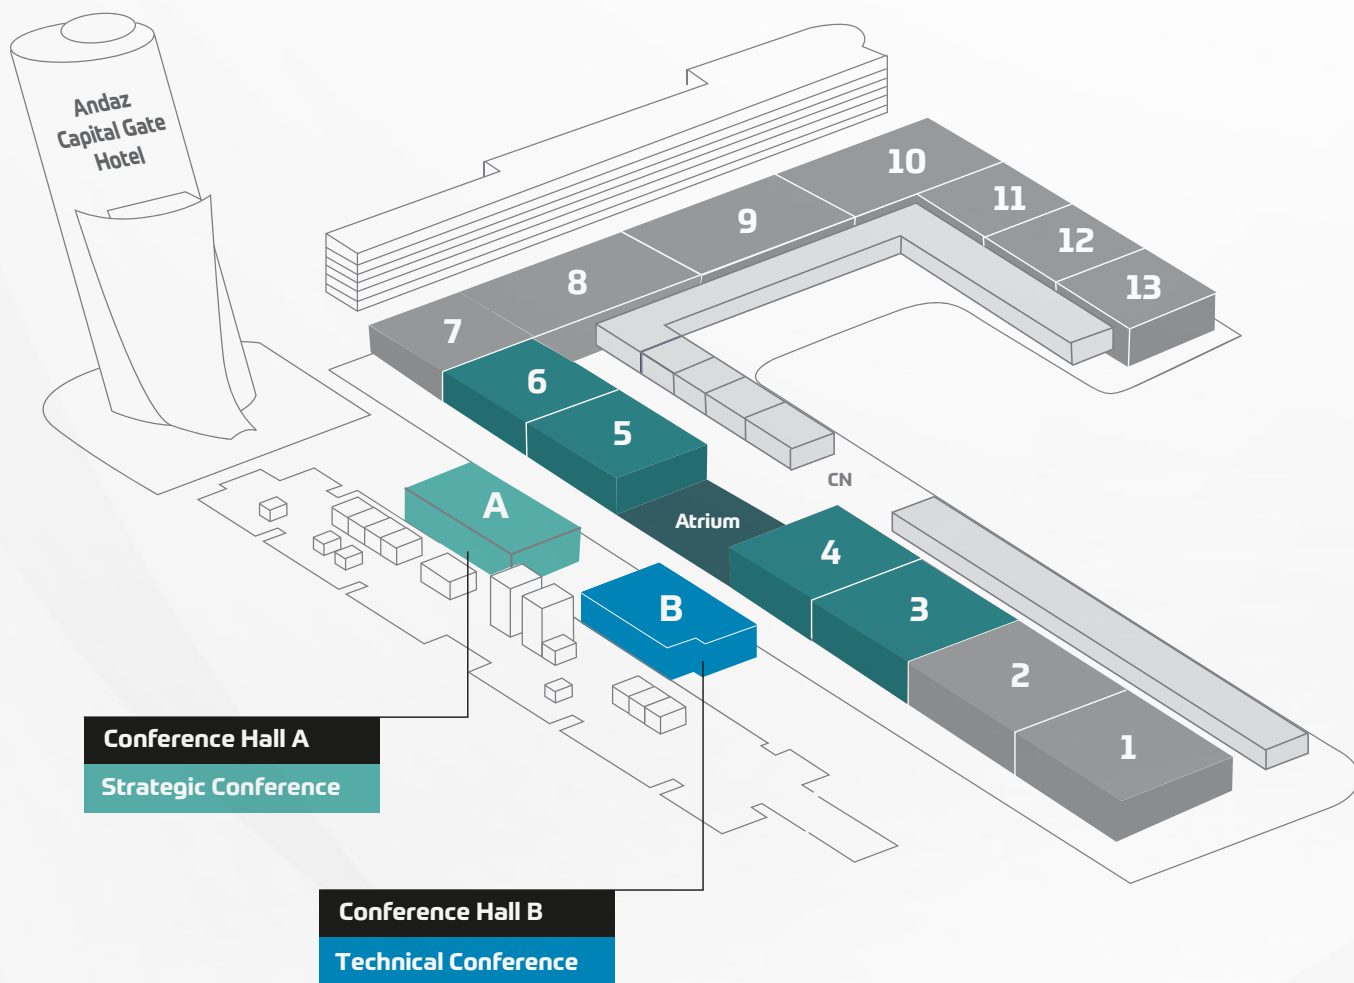 Andaz
Capital Gate
Hotel
10
11
9
12
8
13
7
6
5
CN
A
Atrium
4
B
3
2
1
Conference Hall A
Strategic Conference
Conference Hall B
Technical Conference